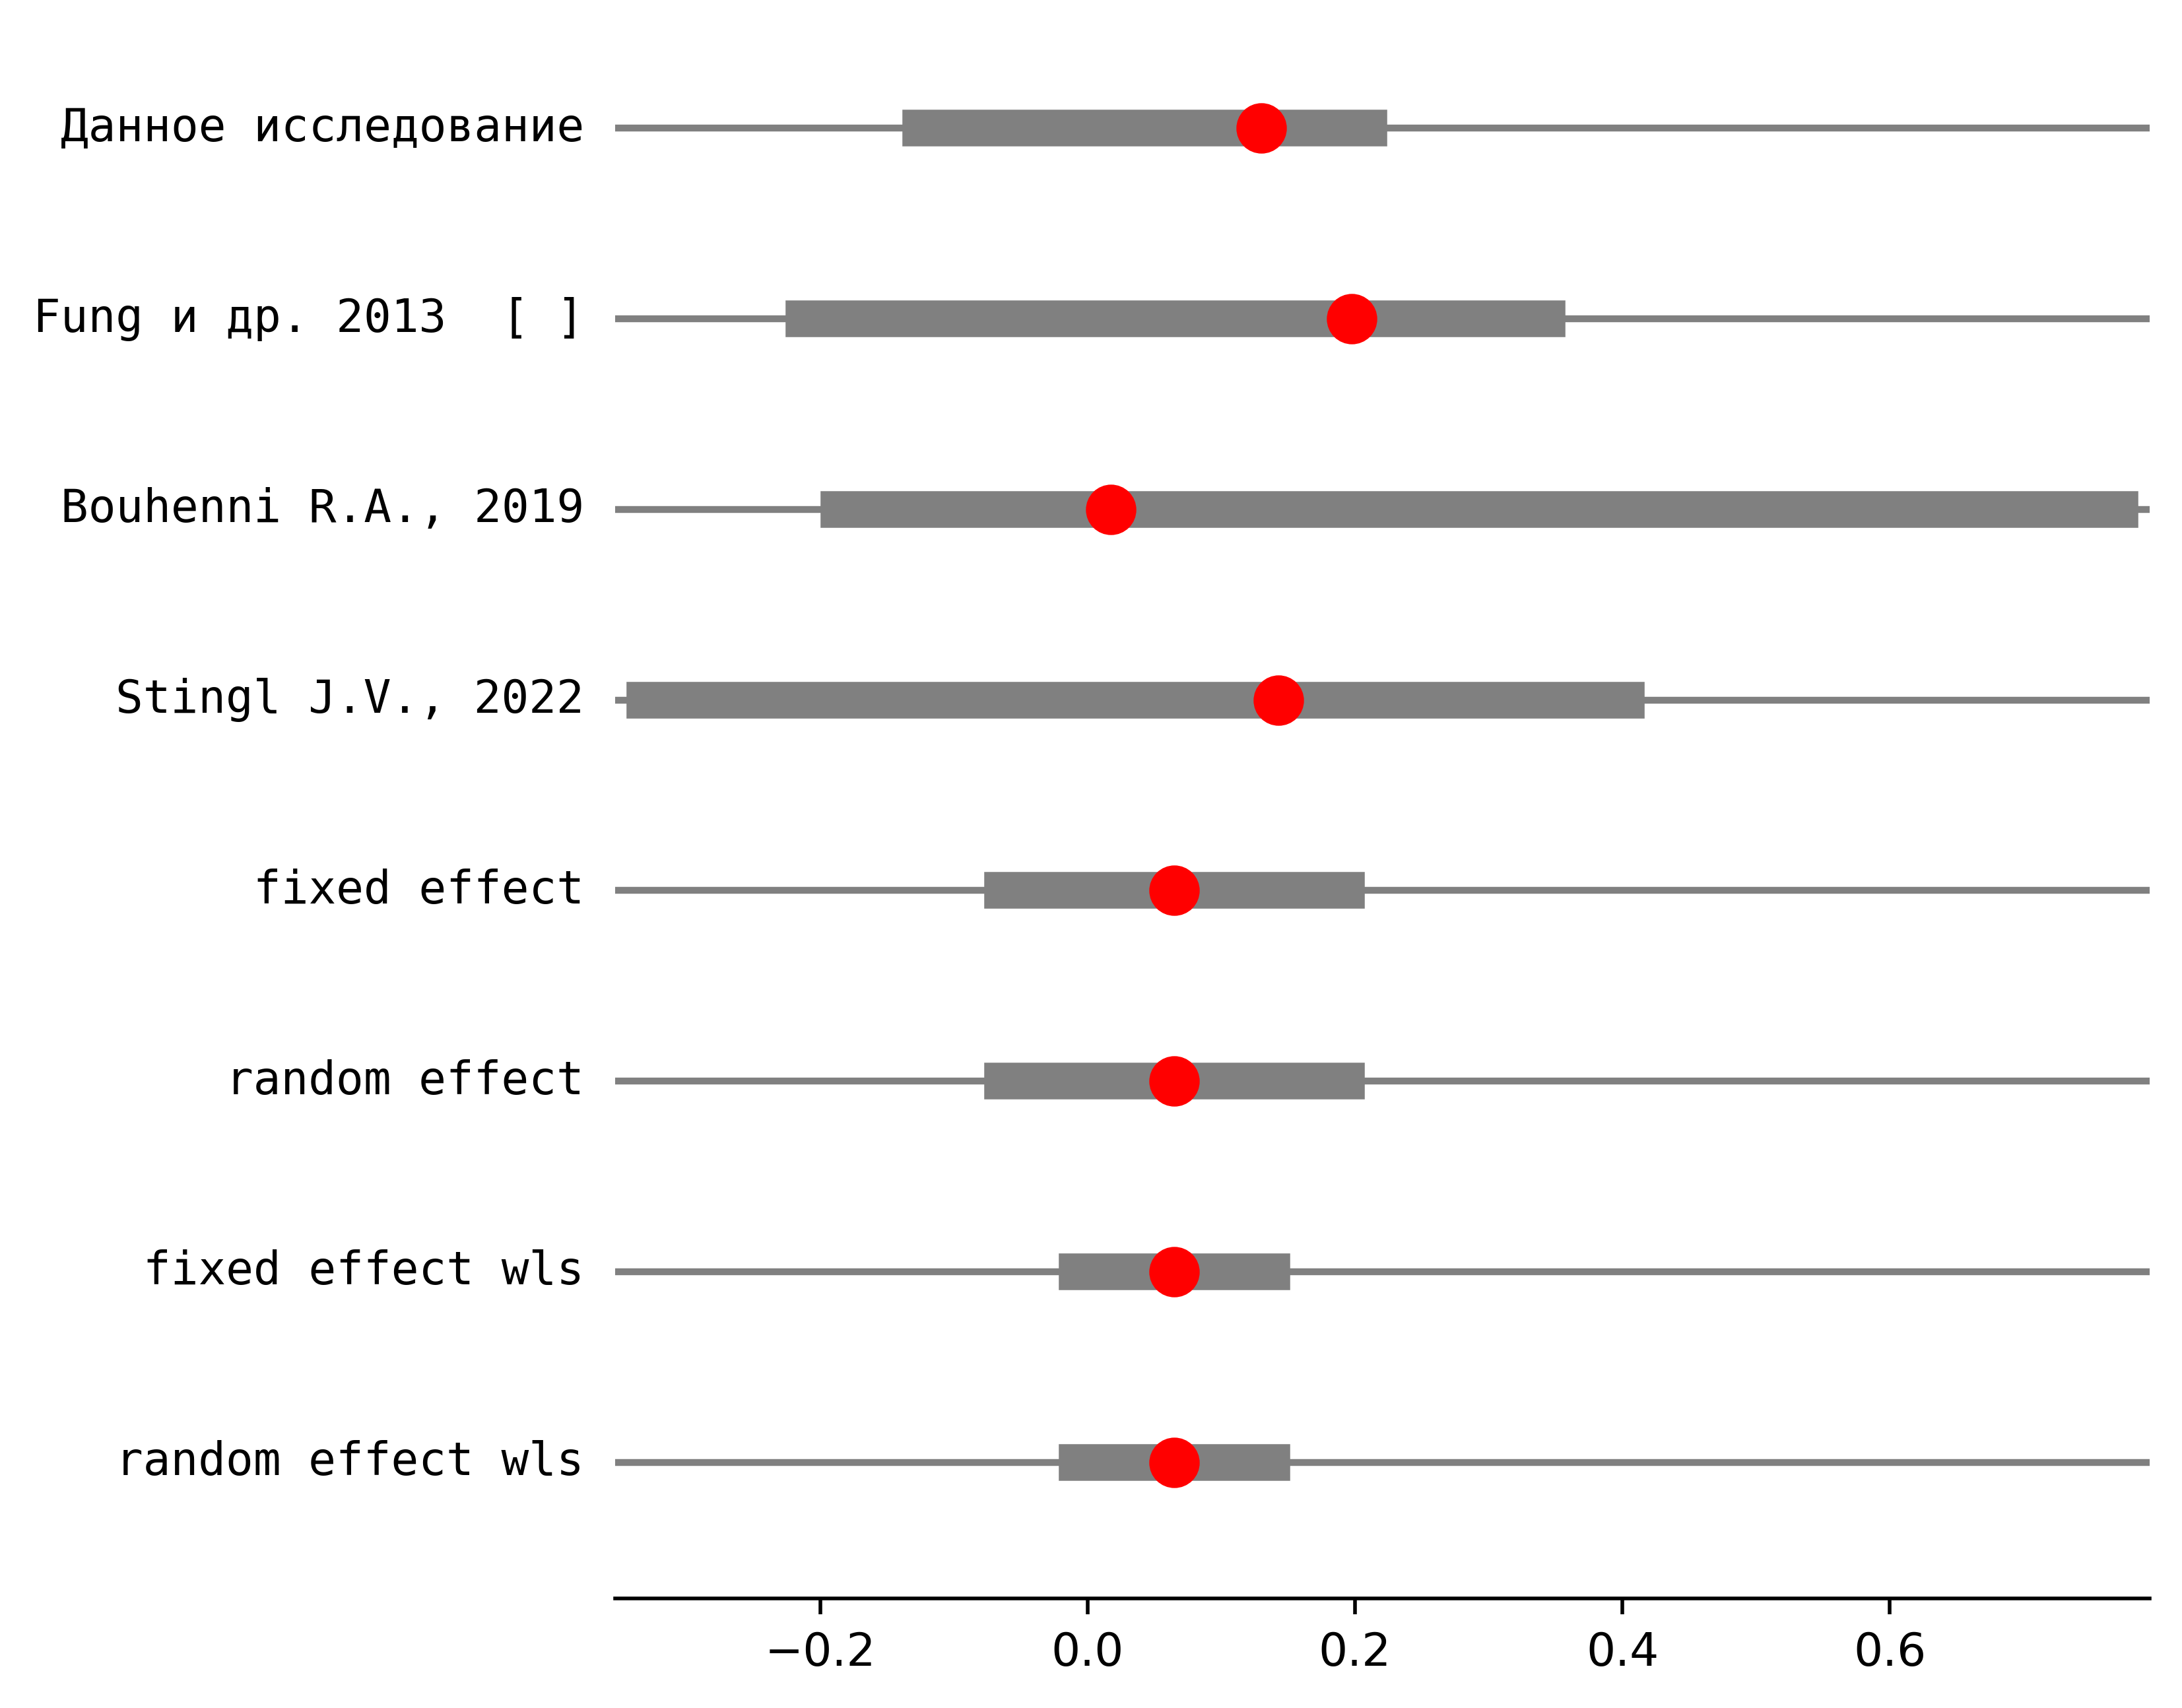 Данное исследование
Fung и др. 2013  [ ]
Bouhenni R.A., 2019
Stingl J.V., 2022
fixed effect
random effect
fixed effect wls
random effect wls
−0.2 0.0 0.2 0.4 0.6